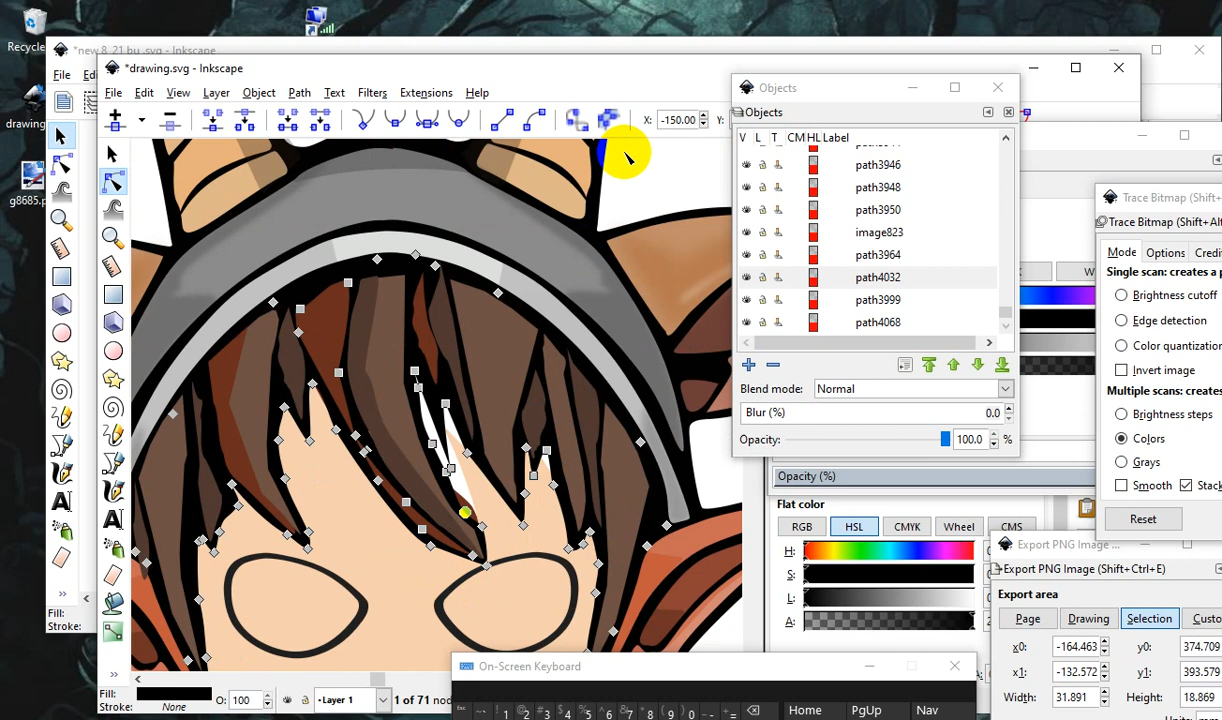 Recycle
drawing
g8685.p
*new 8_21 bu .svg - Inkscape
File
*drawing.svg - Inkscape
File Edit View Layer Object Path Text Filters Extensions Help
X: -150.00 Y:
Objects
Objects
V L T CM HL Label
path3946
path3948
path3950
image823
path3964
path4032
path3999
path4068
Blend mode: Normal
Blur (%) 0.0
Opacity: 100.0 %
Opacity (%)
Flat color
RGB HSL CMYK Wheel CMS
H:
S:
L:
A:
Trace Bitmap (Shift+
Trace Bitmap (Shift+Alt
Mode Options Credi
Single scan: creates a p
Brightness cutoff
Edge detection
Color quantization
Invert image
Multiple scans: creates
Brightness steps
Colors
Grays
Smooth Stack
Reset
Export PNG Image ...
Export PNG Image (Shift+Ctrl+E)
Export area
Page Drawing Selection Custo
x0: -164.463 y0: 374.709
x1: -132.572 y1: 393.579
Width: 31.891 Height: 18.869
Fill:
Stroke:
Fill:
Stroke: None
O: 100 Layer 1 1 of 71 nod
On-Screen Keyboard
Home PgUp Nav